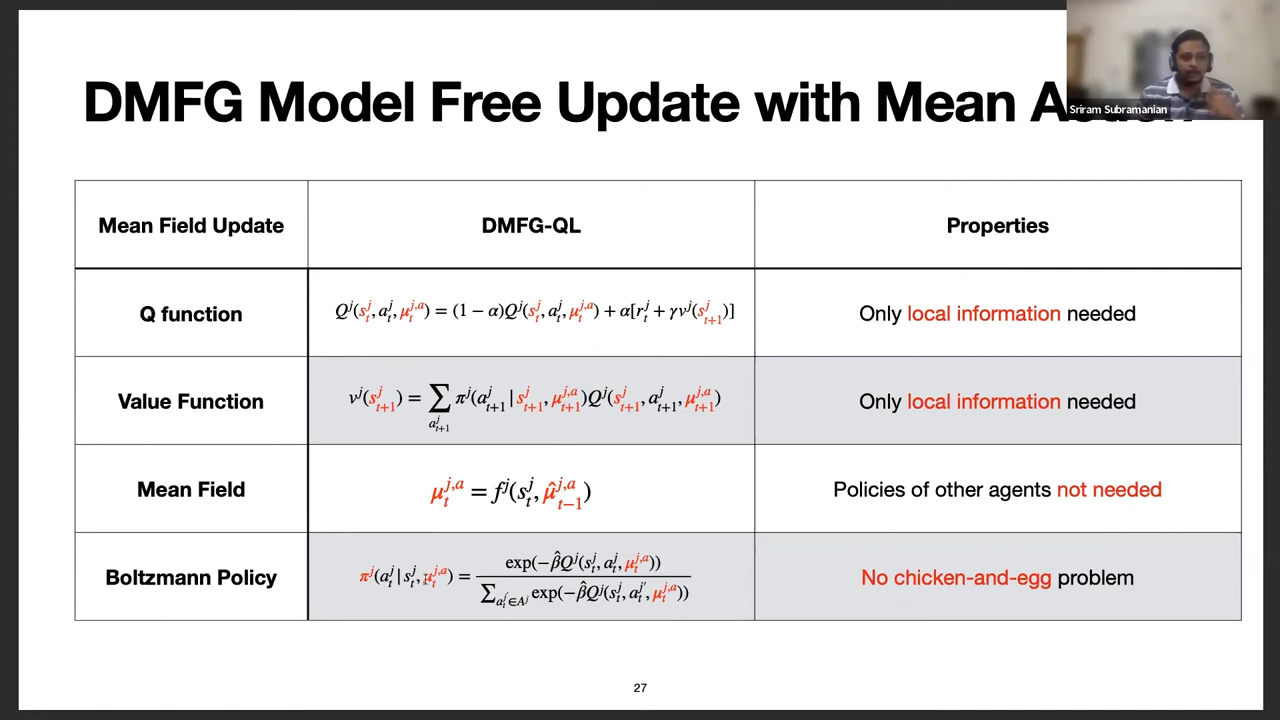 DMFG Model Free Update with Mean
Sriram Subramanian
Mean Field Update DMFG-QL Properties
Q function Q^j(s_t^j, a_t^j, μ_t^{j,a}) = (1 − α)Q^j(s_t^j, a_t^j, μ_t^{j,a}) + α[r_t^j + γv^j(s_{t+1}^j)] Only local information needed
Value Function v^j(s_{t+1}^j) = ∑_{a_{t+1}^j} π^j(a_{t+1}^j | s_{t+1}^j, μ_{t+1}^{j,a})Q^j(s_{t+1}^j, a_{t+1}^j, μ_{t+1}^{j,a}) Only local information needed
Mean Field μ_t^{j,a} = f^j(s_t^j, μ̂_{t−1}^{j,a}) Policies of other agents not needed
Boltzmann Policy π^j(a_t^j | s_t^j, μ_t^{j,a}) = exp(−β̂Q^j(s_t^j, a_t^j, μ_t^{j,a})) / ∑_{a_t^{j′}∈A^j} exp(−β̂Q^j(s_t^j, a_t^{j′}, μ_t^{j,a})) No chicken-and-egg problem
27